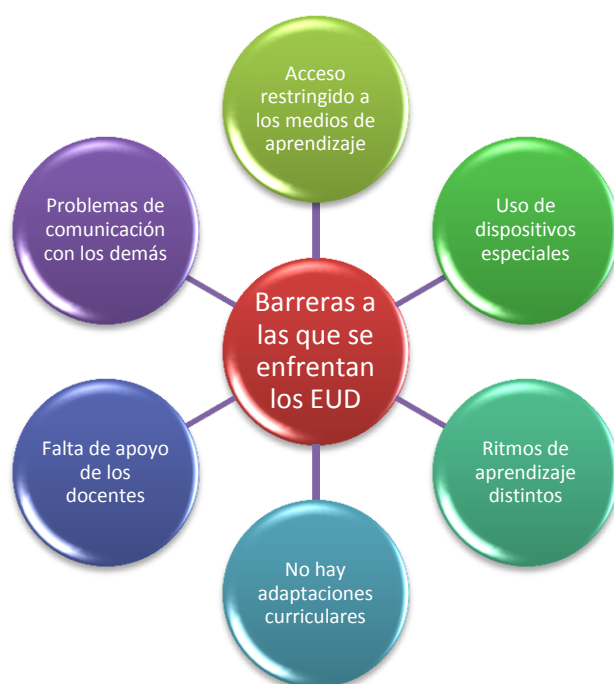 Acceso
restringido a
los medios de
aprendizaje
Problemas de
comunicación
con los demás
Uso de
dispositivos
especiales
Barreras a
las que se
enfrentan
los EUD
Falta de apoyo
de los
docentes
Ritmos de
aprendizaje
distintos
No hay
adaptaciones
curriculares